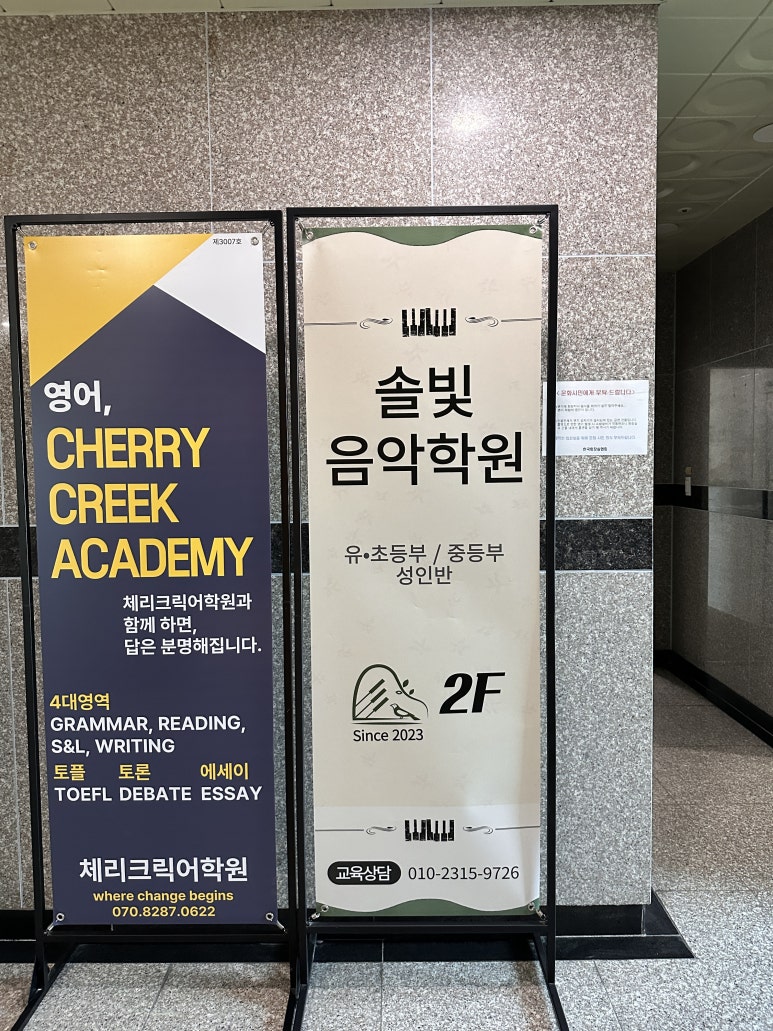 제3007호
영어,
CHERRY
CREEK
ACADEMY
체리크릭어학원과
함께 하면,
답은 분명해집니다.
4대영역
GRAMMAR, READING,
S&L, WRITING
토플 토론 에세이
TOEFL DEBATE ESSAY
체리크릭어학원
where change begins
070.8287.0622
솔빛
음악학원
유•초등부 / 중등부
성인반
2F
Since 2023
교육상담 010-2315-9726